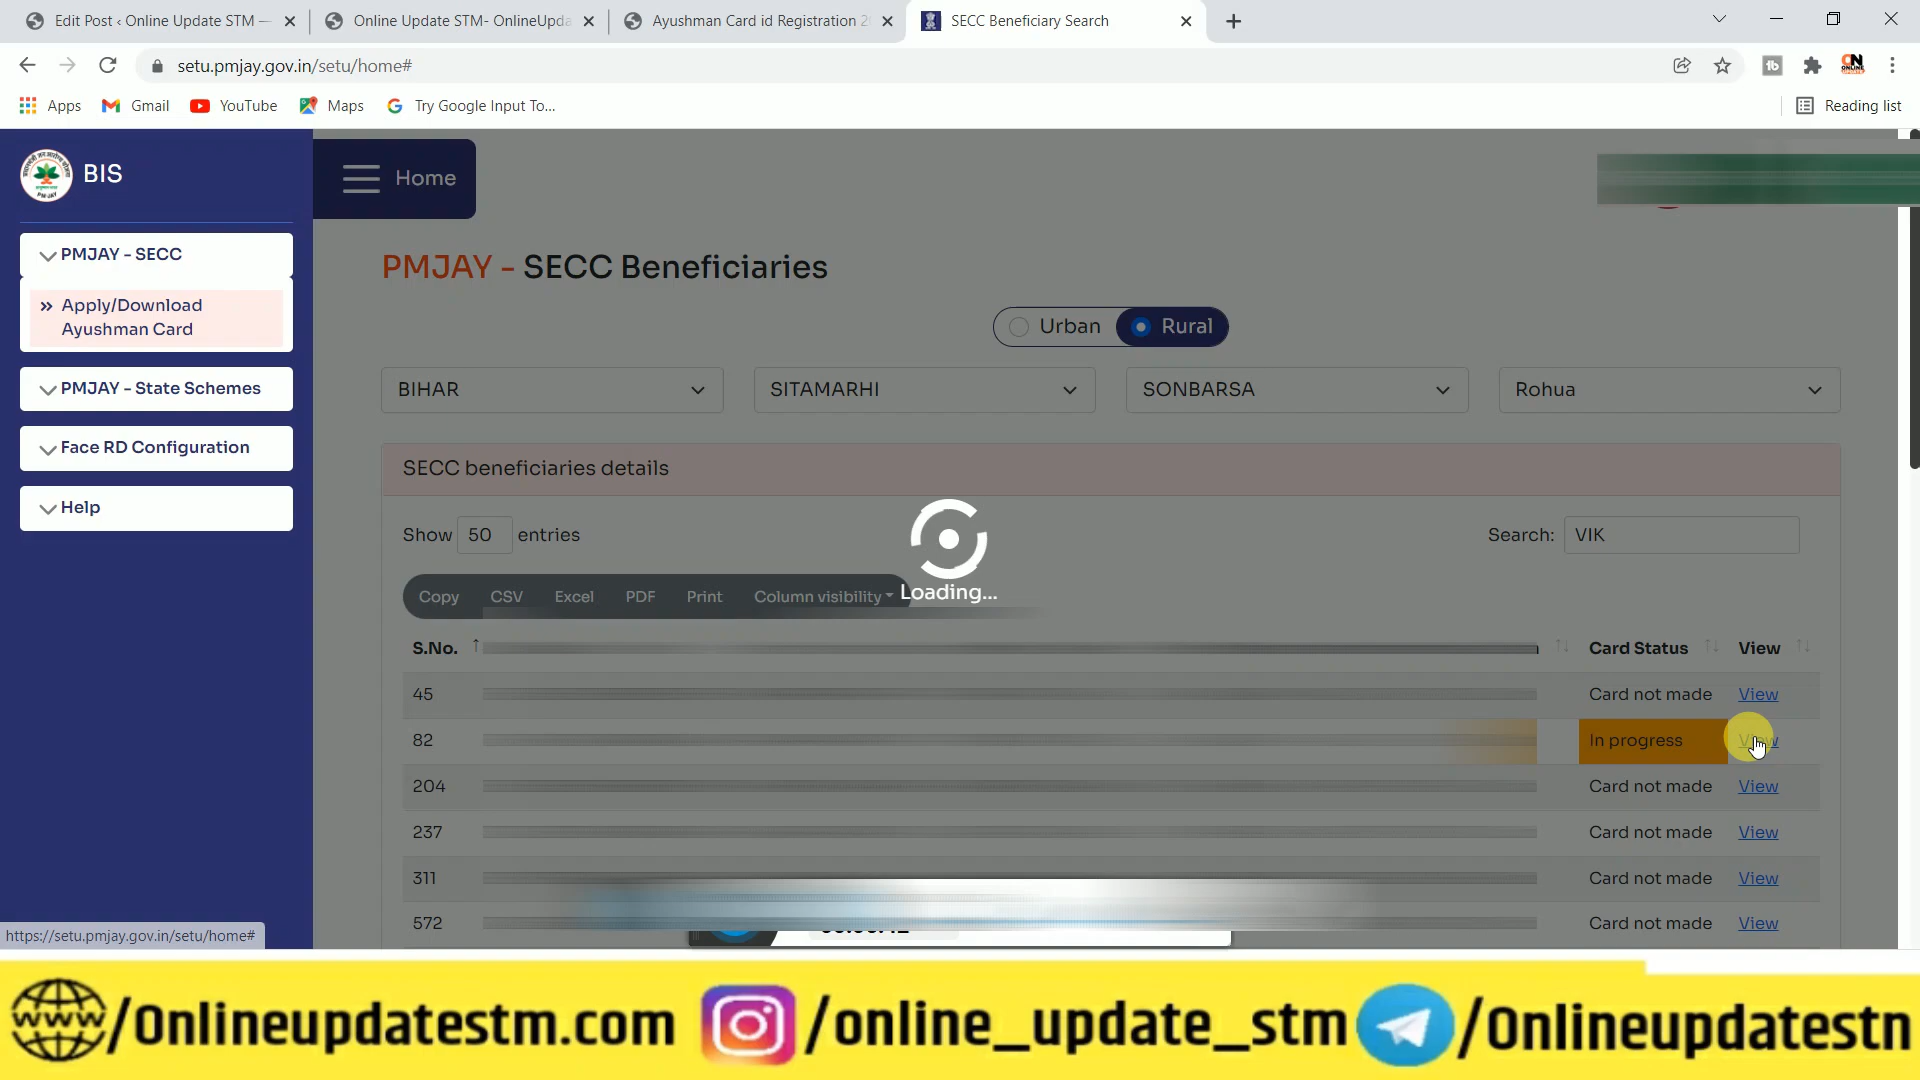 Edit Post ‹ Online Update STM —
Online Update STM- OnlineUpda
Ayushman Card id Registration 2
SECC Beneficiary Search
setu.pmjay.gov.in/setu/home#
Apps
Gmail
YouTube
Maps
Try Google Input To...
Reading list
BIS
Home
PMJAY - SECC
» Apply/Download
Ayushman Card
PMJAY - State Schemes
Face RD Configuration
Help
PMJAY - SECC Beneficiaries
Urban
Rural
BIHAR
SITAMARHI
SONBARSA
Rohua
SECC beneficiaries details
Show 50 entries
Search: VIK
Copy CSV Excel PDF Print Column visibility
Loading...
S.No. Card Status View
45 Card not made View
82 In progress View
204 Card not made View
237 Card not made View
311 Card not made View
572 Card not made View
https://setu.pmjay.gov.in/setu/home#
www/Onlineupdatestm.com /online_update_stm /Onlineupdatestn